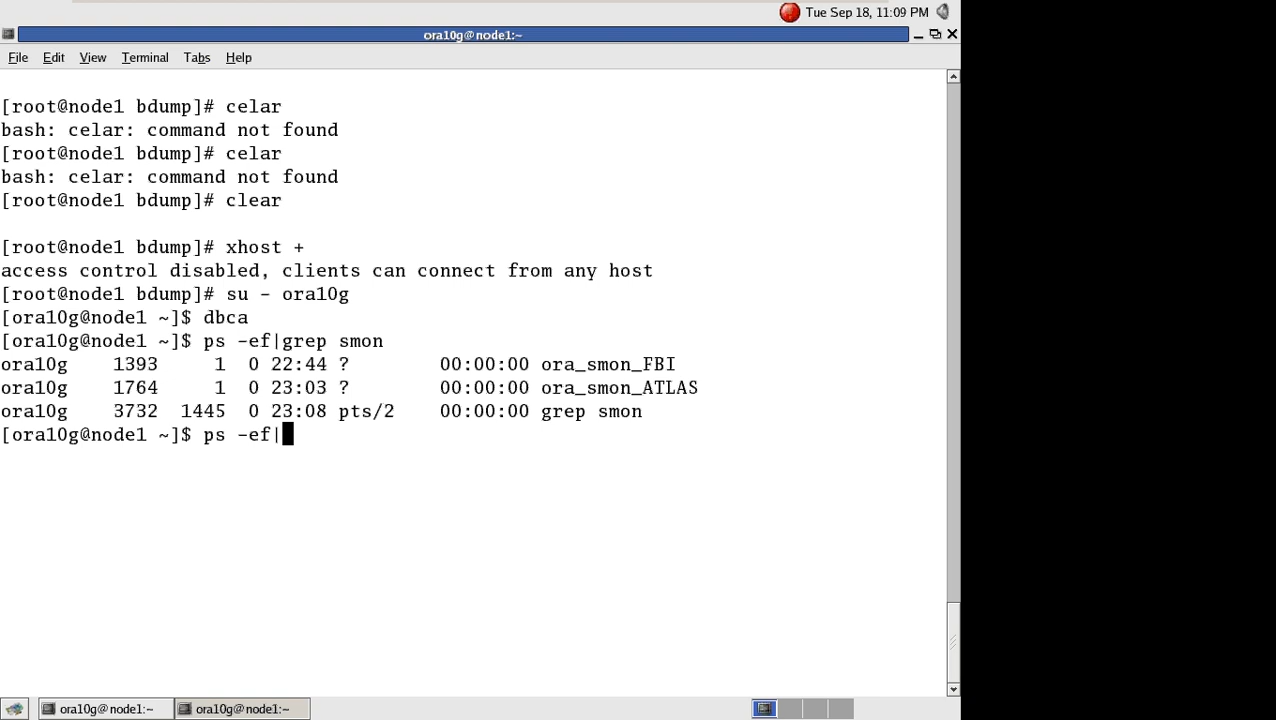 Tue Sep 18, 11:09 PM
ora10g@node1:~
File Edit View Terminal Tabs Help
[root@node1 bdump]# celar
bash: celar: command not found
[root@node1 bdump]# celar
bash: celar: command not found
[root@node1 bdump]# clear
[root@node1 bdump]# xhost +
access control disabled, clients can connect from any host
[root@node1 bdump]# su - ora10g
[ora10g@node1 ~]$ dbca
[ora10g@node1 ~]$ ps -ef|grep smon
ora10g    1393     1  0 22:44 ?        00:00:00 ora_smon_FBI
ora10g    1764     1  0 23:03 ?        00:00:00 ora_smon_ATLAS
ora10g    3732  1445  0 23:08 pts/2    00:00:00 grep smon
[ora10g@node1 ~]$ ps -ef|
ora10g@node1:~ ora10g@node1:~